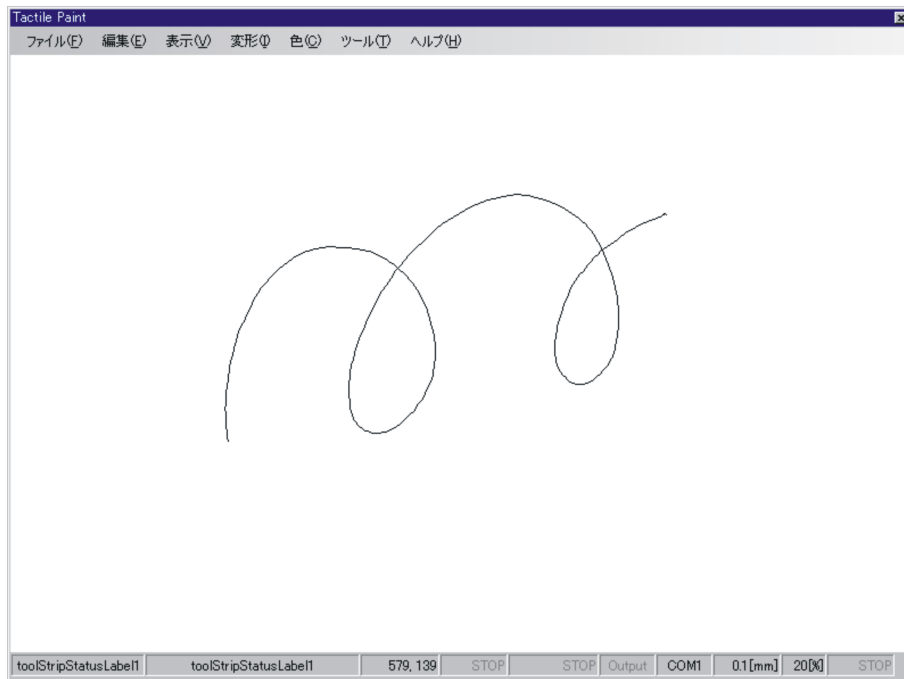 Tactile Paint
ファイル(F) 編集(E) 表示(V) 変形(I) 色(C) ツール(T) ヘルプ(H)
toolStripStatusLabel1 toolStripStatusLabel1 579, 139 STOP STOP Output COM1 0.1[mm] 20[%] STOP